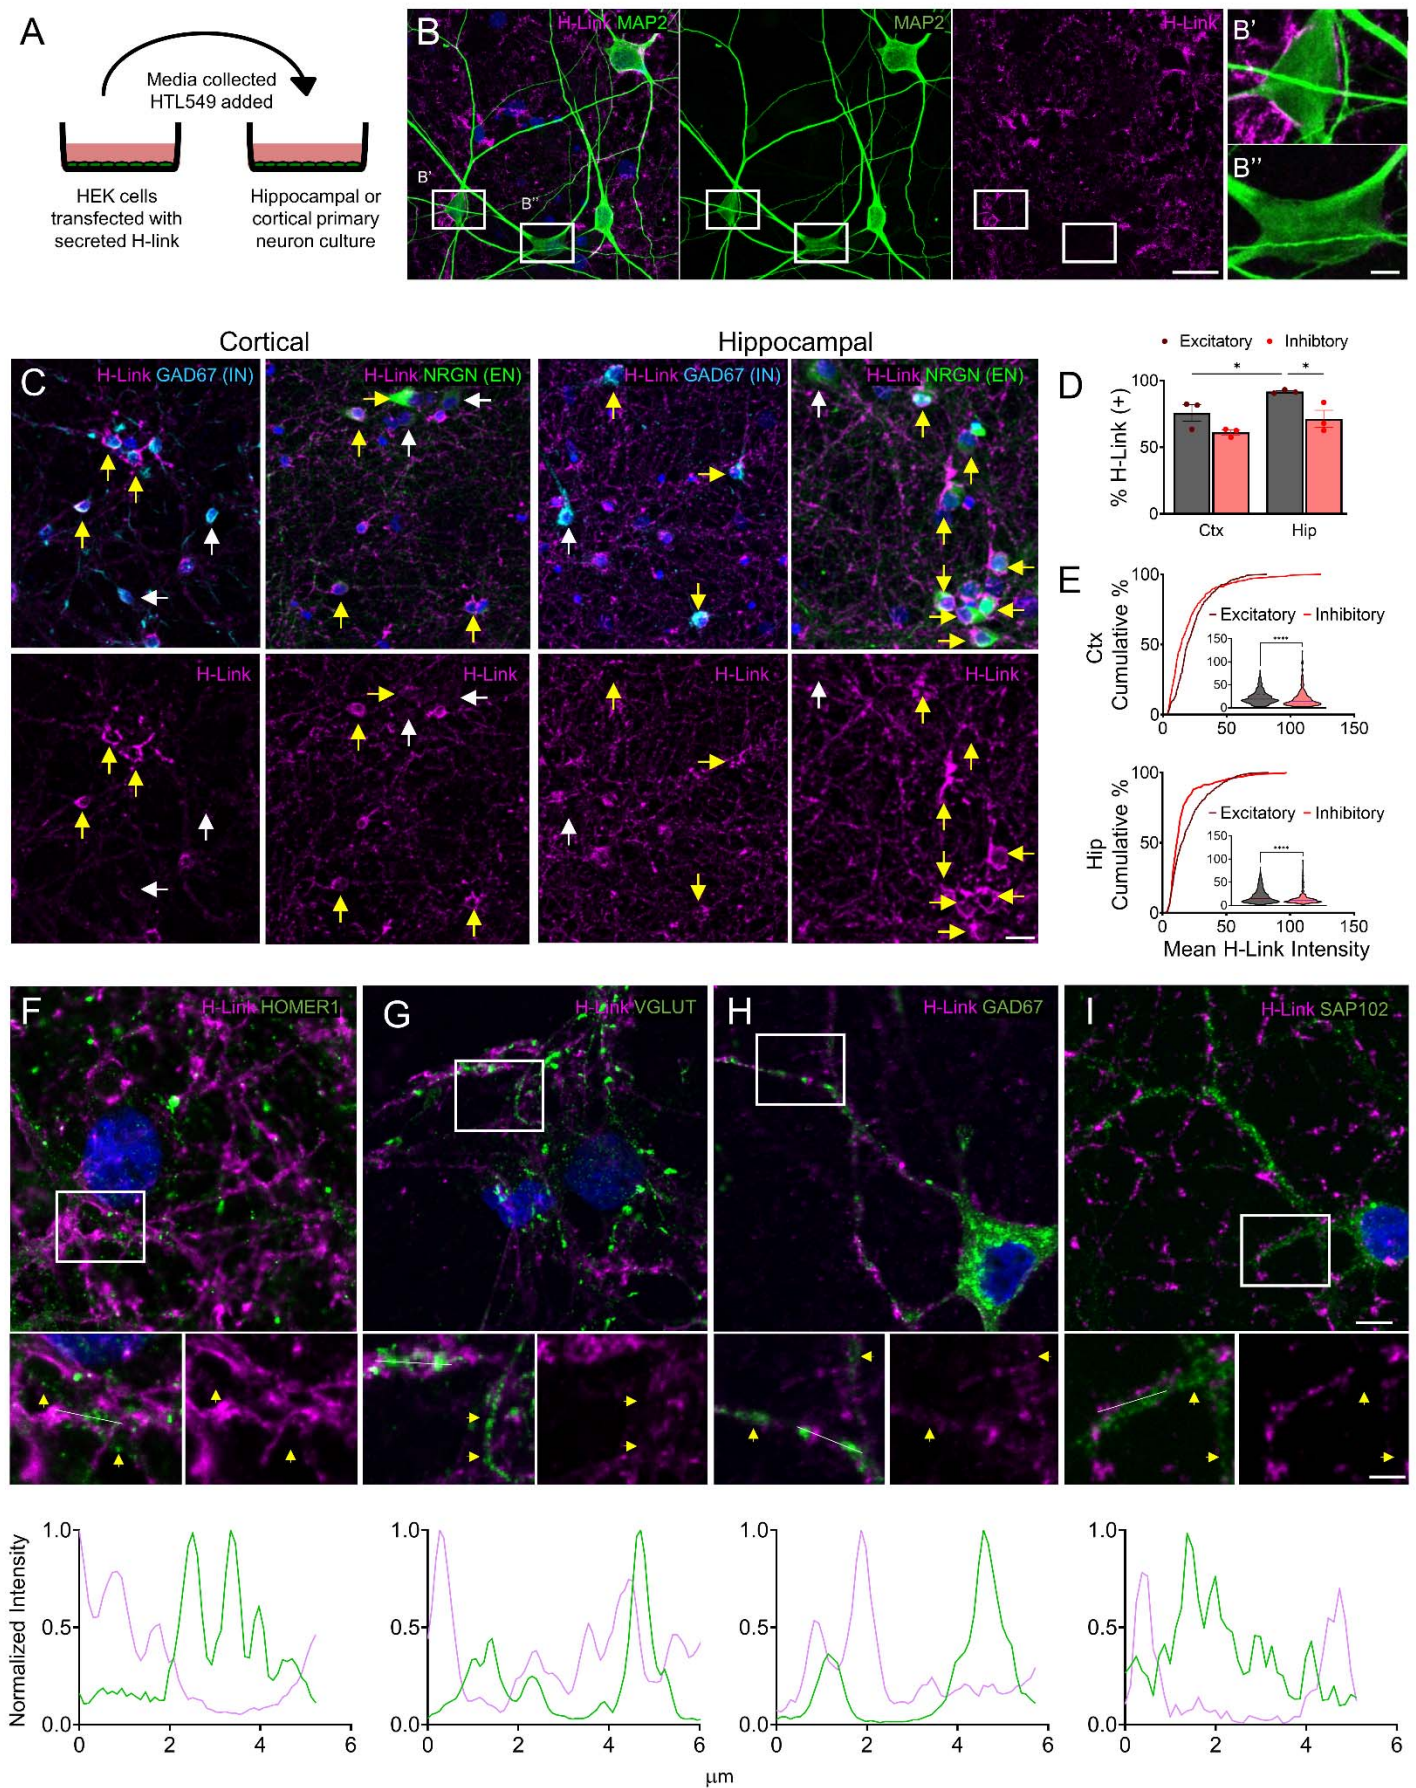 A
Media collected
HTL549 added
HEK cells
transfected with
secreted H-link
Hippocampal or
cortical primary
neuron culture
B
H-Link MAP2
MAP2
H-Link
B'
B''
B'
B''
Cortical
Hippocampal
C
H-Link GAD67 (IN)
H-Link NRGN (EN)
H-Link GAD67 (IN)
H-Link NRGN (EN)
H-Link
H-Link
H-Link
H-Link
D
Excitatory
Inhibtory
* *
% H-Link (+)
100
50
0
Ctx
Hip
E
Ctx
Cumulative %
100
50
0
Excitatory
Inhibitory
150
100
50
0
****
0 50 100 150
Hip
Cumulative %
100
50
0
Excitatory
Inhibitory
150
100
50
0
****
0 50 100 150
Mean H-Link Intensity
F
H-Link HOMER1
G
H-Link VGLUT
H
H-Link GAD67
I
H-Link SAP102
Normalized Intensity
1.0
0.5
0.0
0 2 4 6
1.0
0.5
0.0
0 2 4 6
1.0
0.5
0.0
0 2 4 6
1.0
0.5
0.0
0 2 4 6
μm